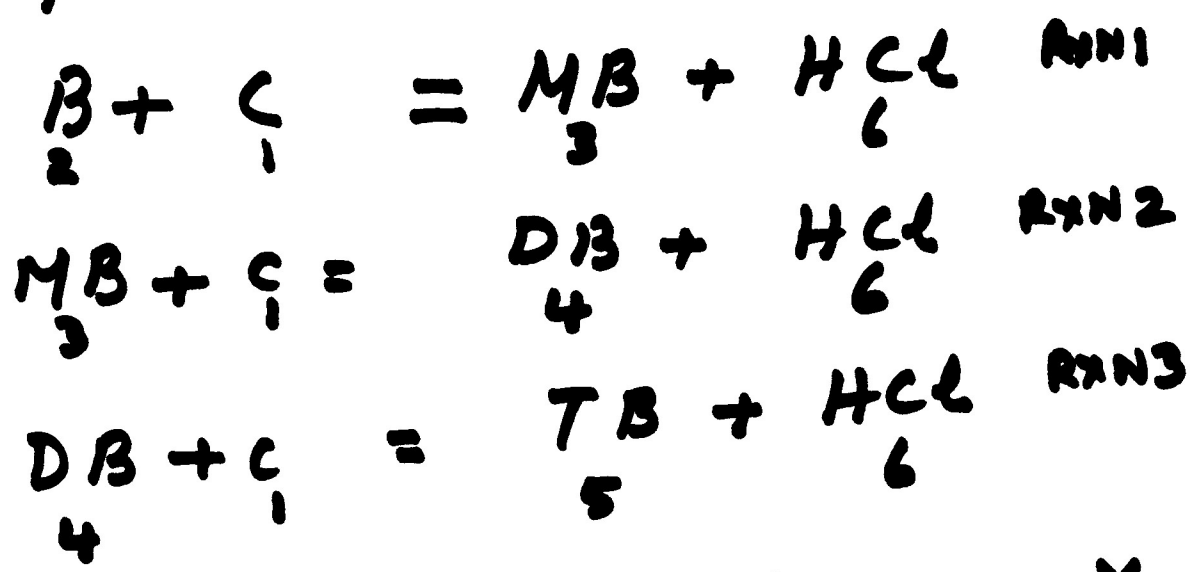 B + C = MB + HCl RXN1
2 1 3 6
MB + C = DB + HCl RXN2
3 1 4 6
DB + C = TB + HCl RXN3
4 1 5 6